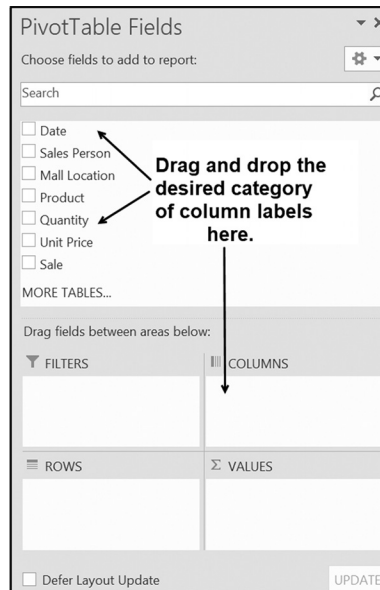 PivotTable Fields
Choose fields to add to report:
Search
Date
Sales Person
Mall Location
Product
Quantity
Unit Price
Sale
MORE TABLES...
Drag and drop the
desired category
of column labels
here.
Drag fields between areas below:
FILTERS
COLUMNS
ROWS
Σ VALUES
Defer Layout Update
UPDATE